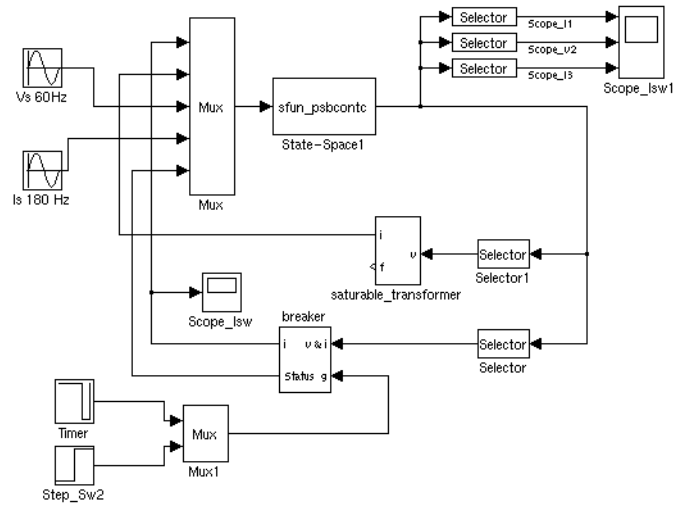 Selector
Scope_I1
Selector
Scope_v2
Selector
Scope_I3
Scope_Isw1
Vs 60Hz
Mux
sfun_psbcontc
State-Space1
Is 180 Hz
Mux
i
v
f
saturable_transformer
Selector
Selector1
Scope_Isw
breaker
i
v & i
Status
g
Selector
Selector
Timer
Mux
Mux1
Step_Sw2